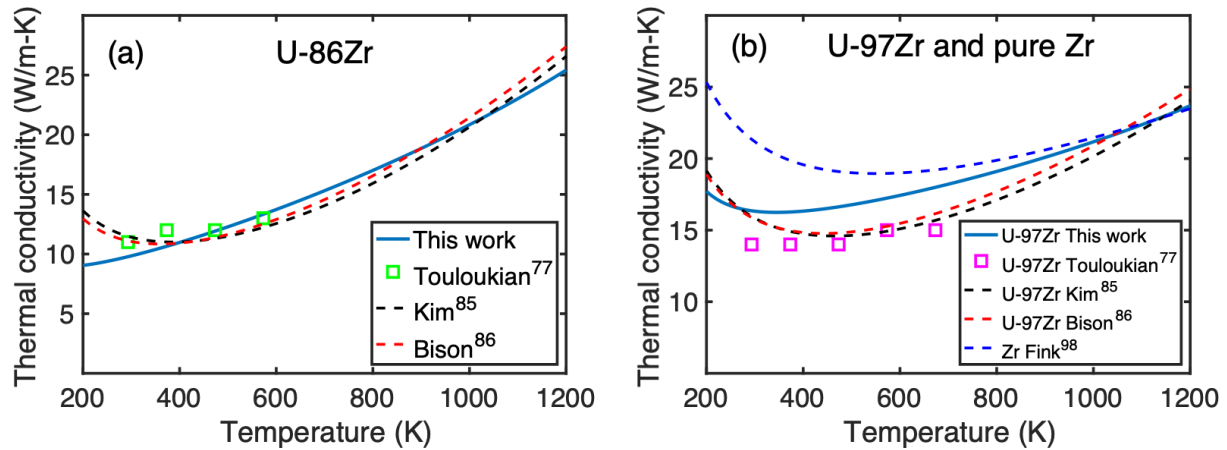 (a)
U-86Zr
Thermal conductivity (W/m-K)
25
20
15
10
5
This work
Touloukian77
Kim85
Bison86
200
400
600
800
1000
1200
Temperature (K)
(b)
U-97Zr and pure Zr
Thermal conductivity (W/m-K)
25
20
15
10
U-97Zr This work
U-97Zr Touloukian77
U-97Zr Kim85
U-97Zr Bison86
Zr Fink98
200
400
600
800
1000
1200
Temperature (K)